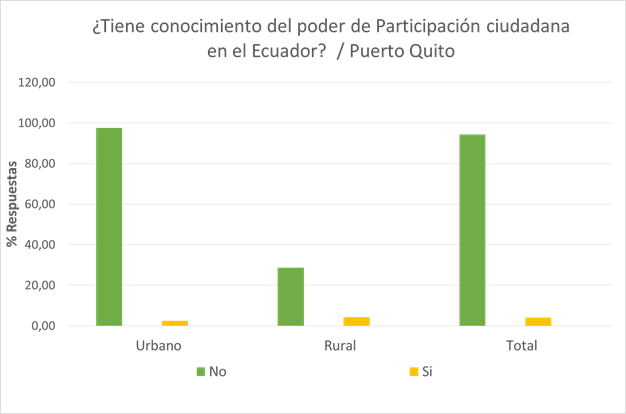 ¿Tiene conocimiento del poder de Participación ciudadana
en el Ecuador?  / Puerto Quito
120,00
100,00
80,00
60,00
40,00
20,00
0,00
% Respuestas
Urbano
Rural
Total
No
Si